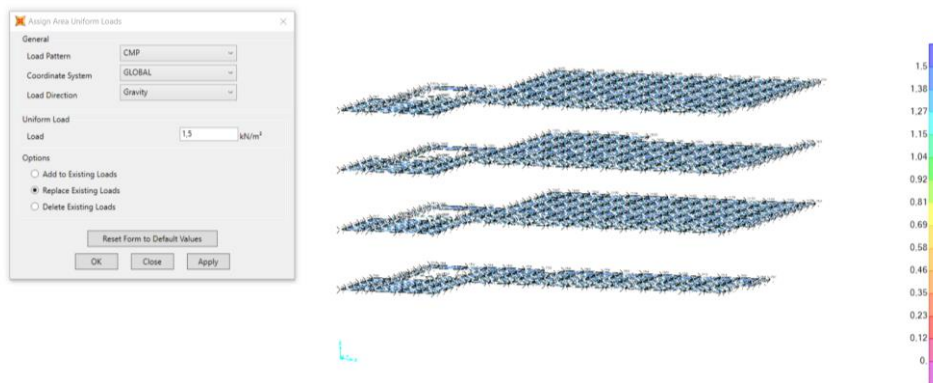 Assign Area Uniform Loads
General
Load Pattern CMP
Coordinate System GLOBAL
Load Direction Gravity
Uniform Load
Load 1,5 kN/m²
Options
Add to Existing Loads
Replace Existing Loads
Delete Existing Loads
Reset Form to Default Values
OK Close Apply
1.5
1.38
1.27
1.15
1.04
0.92
0.81
0.69
0.58
0.46
0.35
0.23
0.12
0.